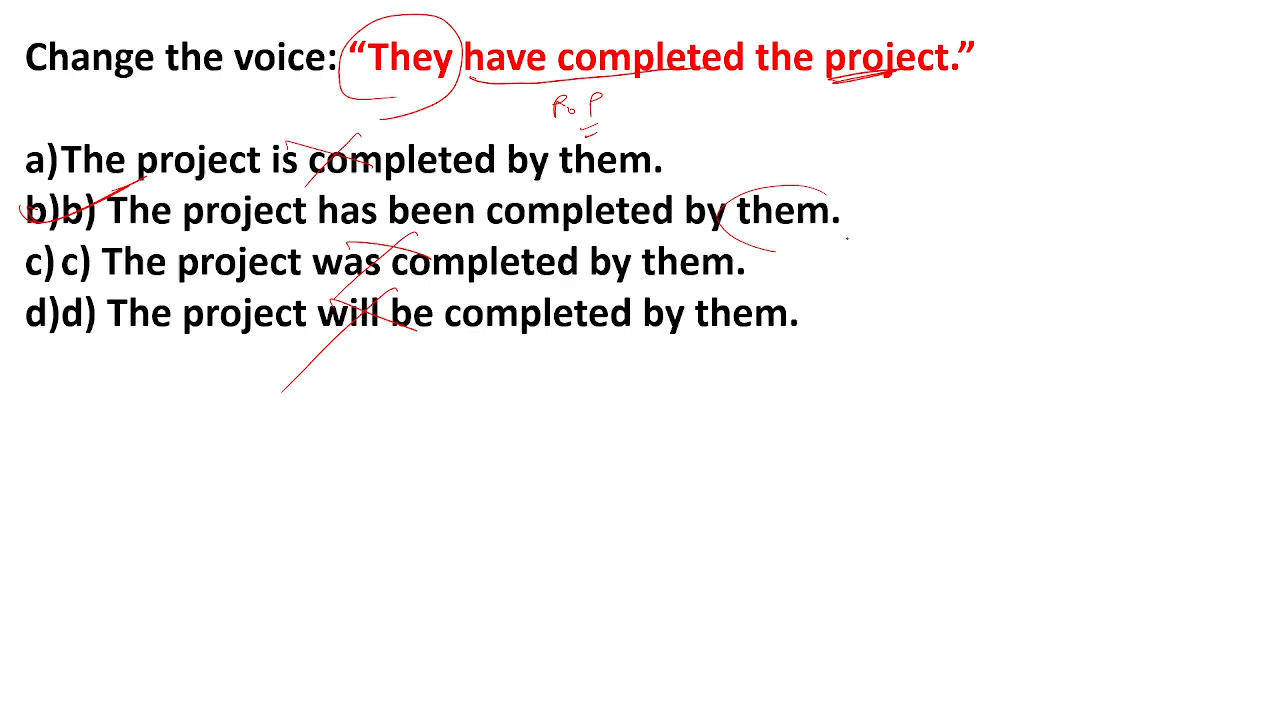 Change the voice: “They have completed the project.”
P. P
a)The project is completed by them.
b)b) The project has been completed by them.
c) c) The project was completed by them.
d)d) The project will be completed by them.